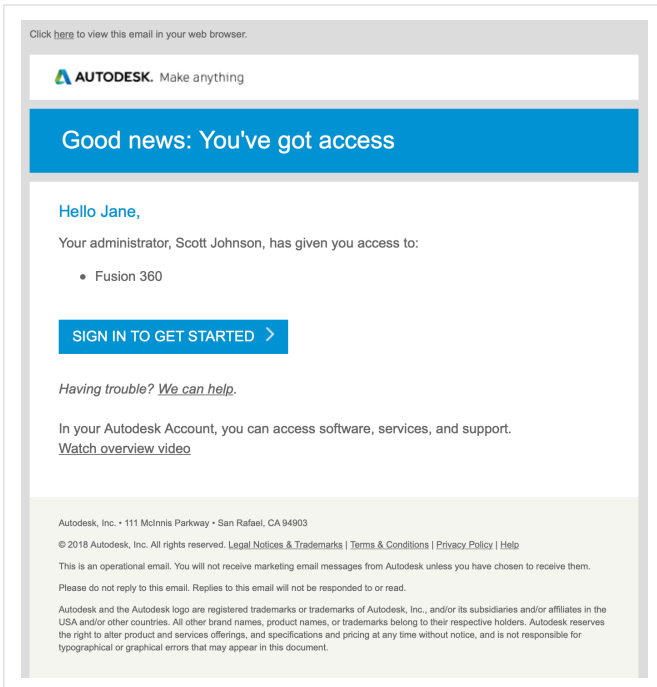 Click here to view this email in your web browser.
AUTODESK. Make anything
Good news: You've got access
Hello Jane,
Your administrator, Scott Johnson, has given you access to:
• Fusion 360
SIGN IN TO GET STARTED >
Having trouble? We can help.
In your Autodesk Account, you can access software, services, and support.
Watch overview video
Autodesk, Inc. • 111 McInnis Parkway • San Rafael, CA 94903
© 2018 Autodesk, Inc. All rights reserved. Legal Notices & Trademarks | Terms & Conditions | Privacy Policy | Help
This is an operational email. You will not receive marketing email messages from Autodesk unless you have chosen to receive them.
Please do not reply to this email. Replies to this email will not be responded to or read.
Autodesk and the Autodesk logo are registered trademarks or trademarks of Autodesk, Inc., and/or its subsidiaries and/or affiliates in the
USA and/or other countries. All other brand names, product names, or trademarks belong to their respective holders. Autodesk reserves
the right to alter product and services offerings, and specifications and pricing at any time without notice, and is not responsible for
typographical or graphical errors that may appear in this document.